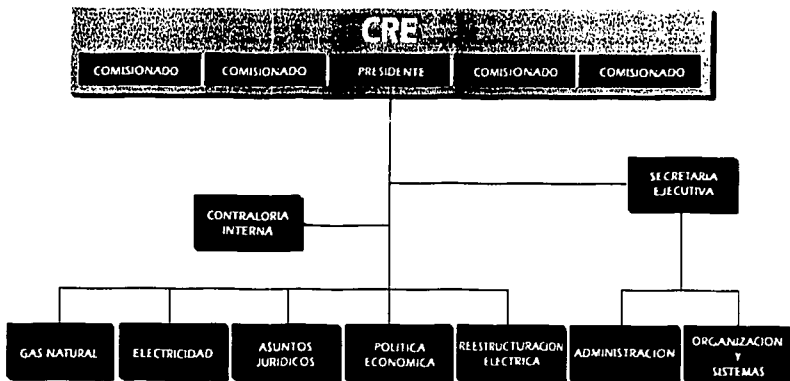 CRE
COMISIONADO COMISIONADO PRESIDENTE COMISIONADO COMISIONADO
SECRETARIA
EJECUTIVA
CONTRALORIA
INTERNA
GAS NATURAL
ELECTRICIDAD
ASUNTOS
JURIDICOS
POLITICA
ECONOMICA
REESTRUCTURACION
ELECTRICA
ADMINISTRACION
ORGANIZACION
Y
SISTEMAS